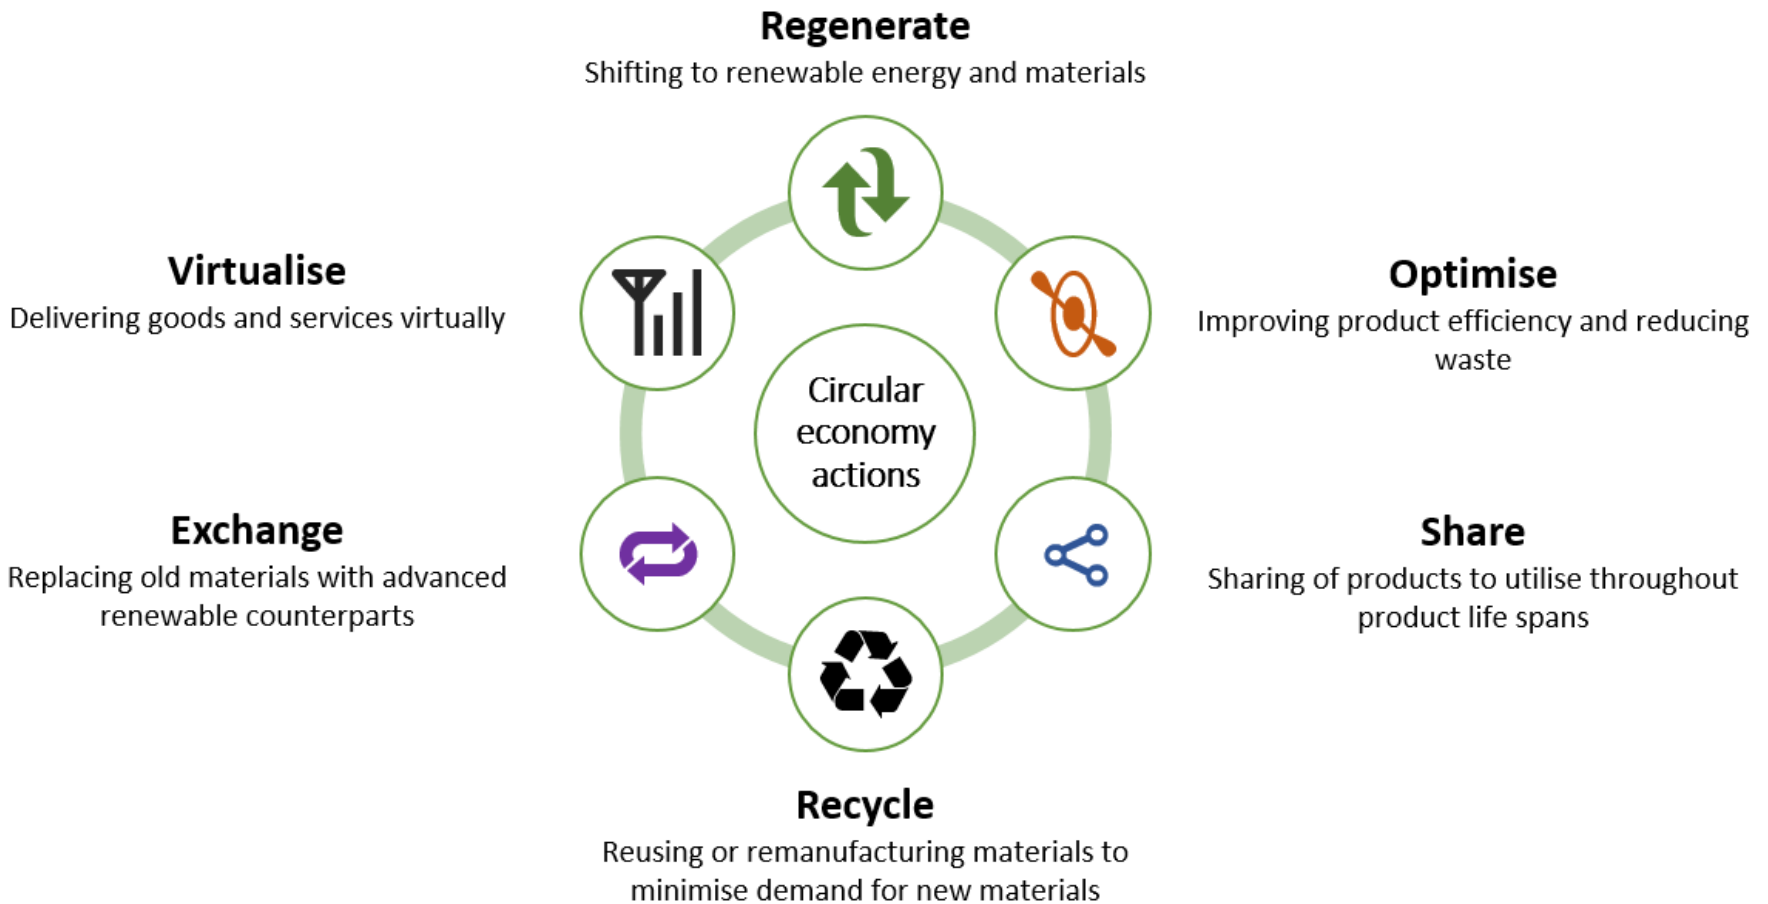 Regenerate
Shifting to renewable energy and materials
Virtualise
Delivering goods and services virtually
Optimise
Improving product efficiency and reducing
waste
Circular
economy
actions
Exchange
Replacing old materials with advanced
renewable counterparts
Share
Sharing of products to utilise throughout
product life spans
Recycle
Reusing or remanufacturing materials to
minimise demand for new materials